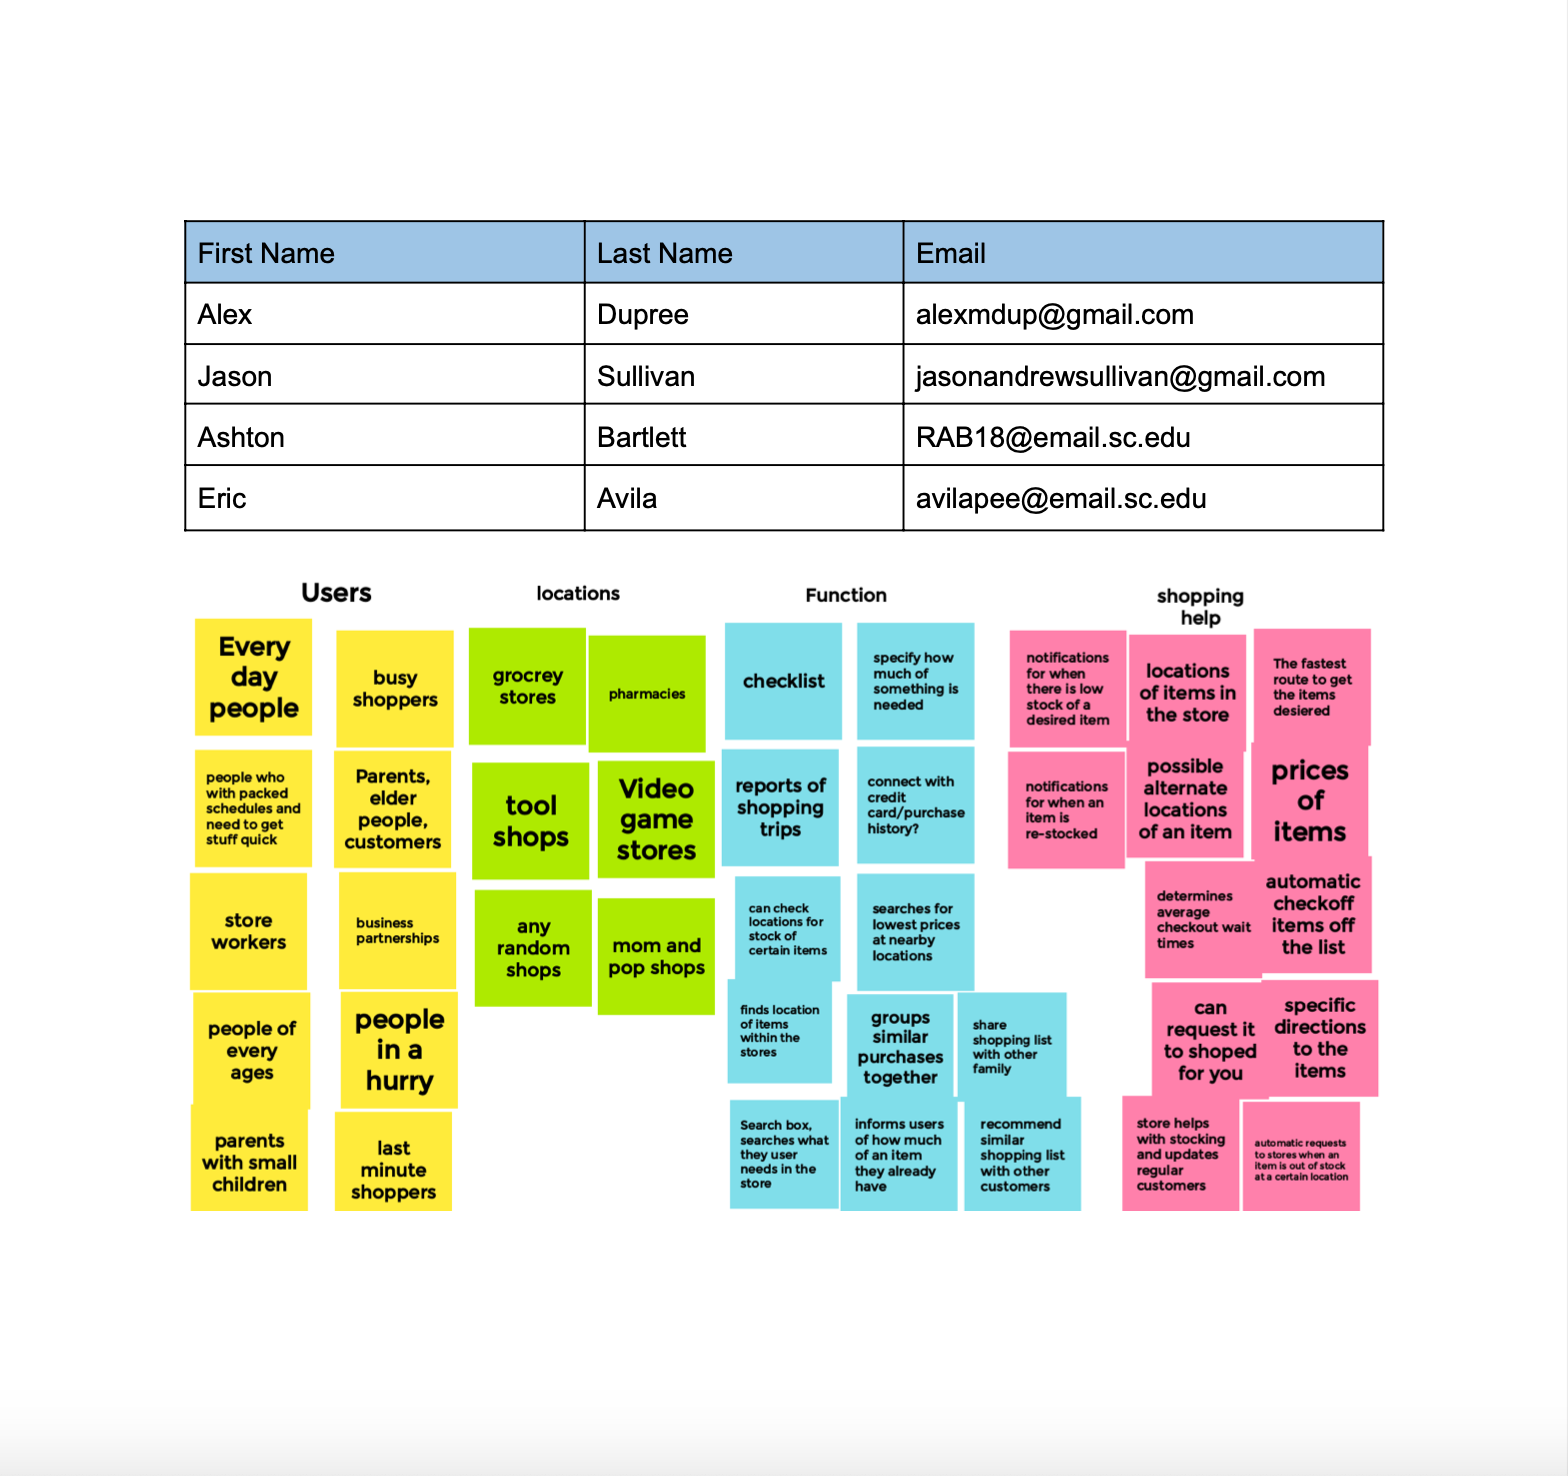 First Name Last Name Email
Alex Dupree alexmdup@gmail.com
Jason Sullivan jasonandrewsullivan@gmail.com
Ashton Bartlett RAB18@email.sc.edu
Eric Avila avilapee@email.sc.edu
Users
Every
day
people
busy
shoppers
people who
with packed
schedules and
need to get
stuff quick
Parents,
elder
people,
customers
store
workers
business
partnerships
people of
every
ages
people
in a
hurry
parents
with small
children
last
minute
shoppers
locations
grocrey
stores
pharmacies
tool
shops
Video
game
stores
any
random
shops
mom and
pop shops
Function
checklist
specify how
much of
something is
needed
reports of
shopping
trips
connect with
credit
card/purchase
history?
can check
locations for
stock of
certain items
searches for
lowest prices
at nearby
locations
finds location
of items
within the
stores
groups
similar
purchases
together
share
shopping list
with other
family
Search box,
searches what
they user
needs in the
store
informs users
of how much
of an item
they already
have
recommend
similar
shopping list
with other
customers
shopping
help
notifications
for when
there is low
stock of a
desired item
locations
of items in
the store
The fastest
route to get
the items
desiered
notifications
for when an
item is
re-stocked
possible
alternate
locations
of an item
prices
of
items
determines
average
checkout wait
times
automatic
checkoff
items off
the list
can
request it
to shoped
for you
specific
directions
to the
items
store helps
with stocking
and updates
regular
customers
automatic requests
to stores when an
item is out of stock
at a certain location